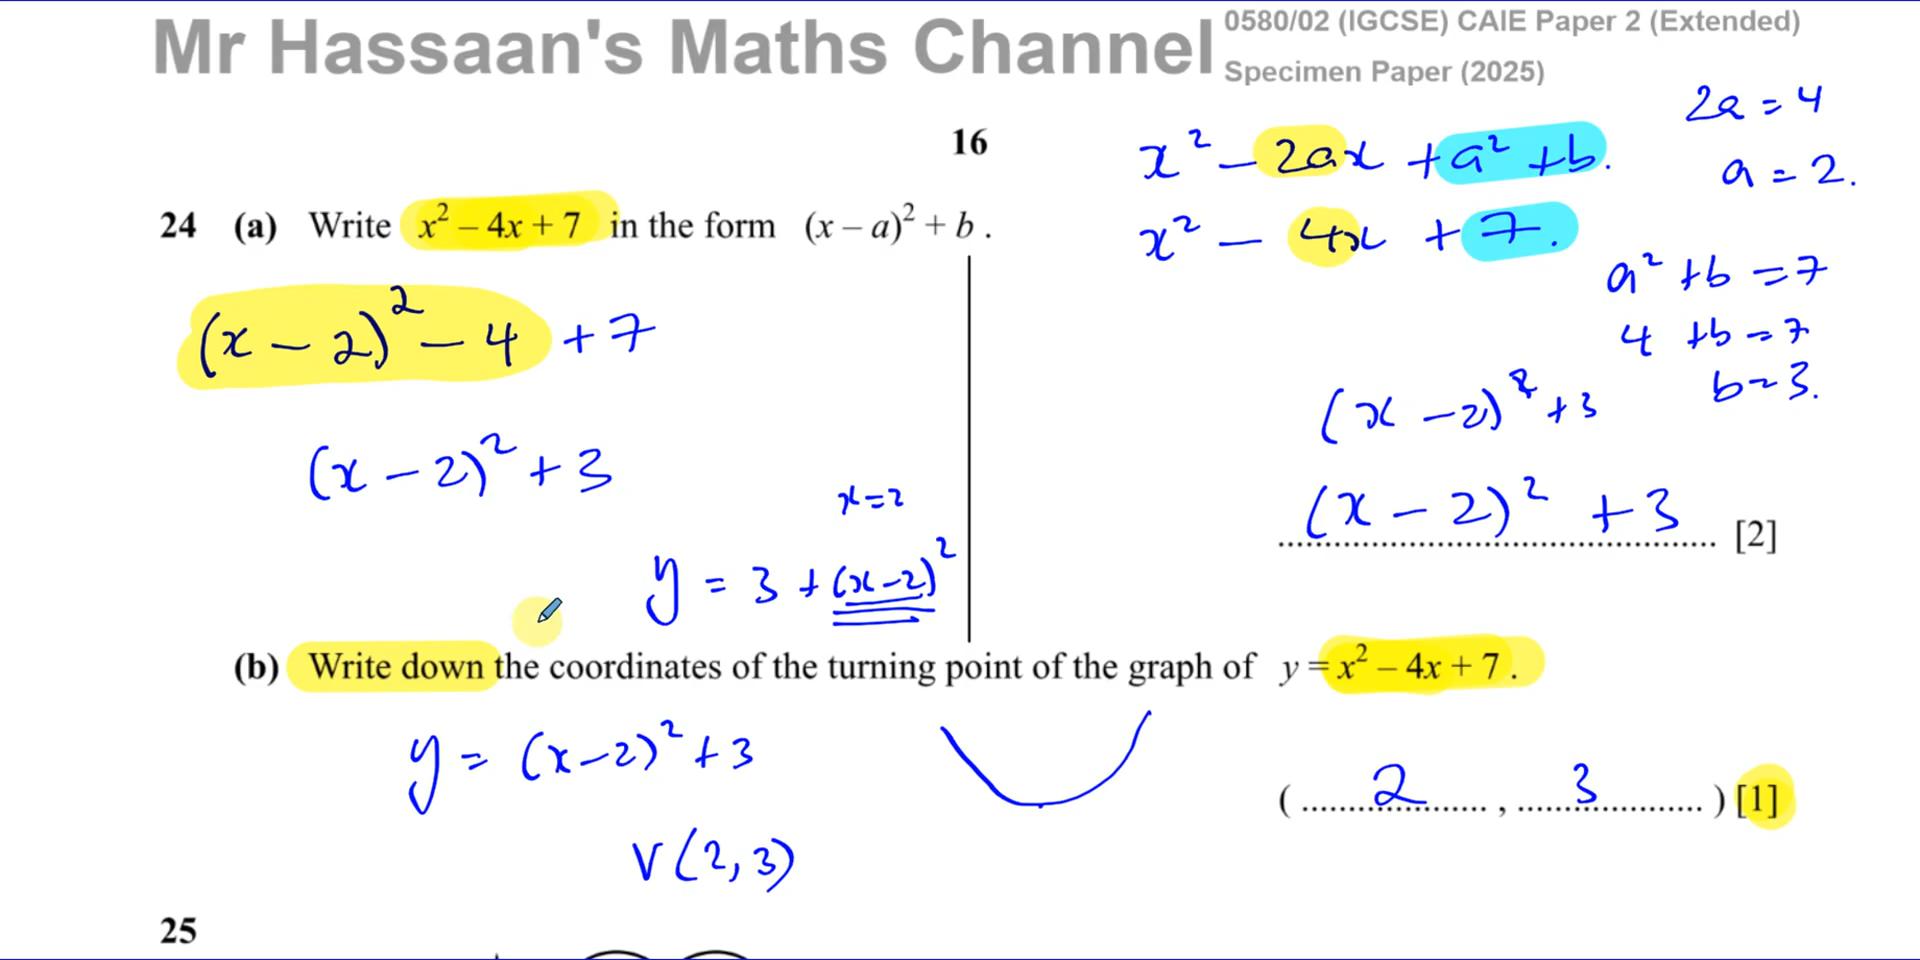 Mr Hassaan's Maths Channel
0580/02 (IGCSE) CAIE Paper 2 (Extended)
Specimen Paper (2025)
16
24 (a) Write x² – 4x + 7 in the form (x – a)² + b .
(x – 2)² – 4 + 7
(x – 2)² + 3
x² – 2ax + a² + b.
x² – 4x + 7.
2a = 4
a = 2.
a² + b = 7
4 + b = 7
b = 3.
(x – 2)² + 3
(x – 2)² + 3 [2]
x = 2
y = 3 + (x – 2)²
(b) Write down the coordinates of the turning point of the graph of y = x² – 4x + 7 .
y = (x – 2)² + 3
V(2, 3)
( 2 , 3 ) [1]
25